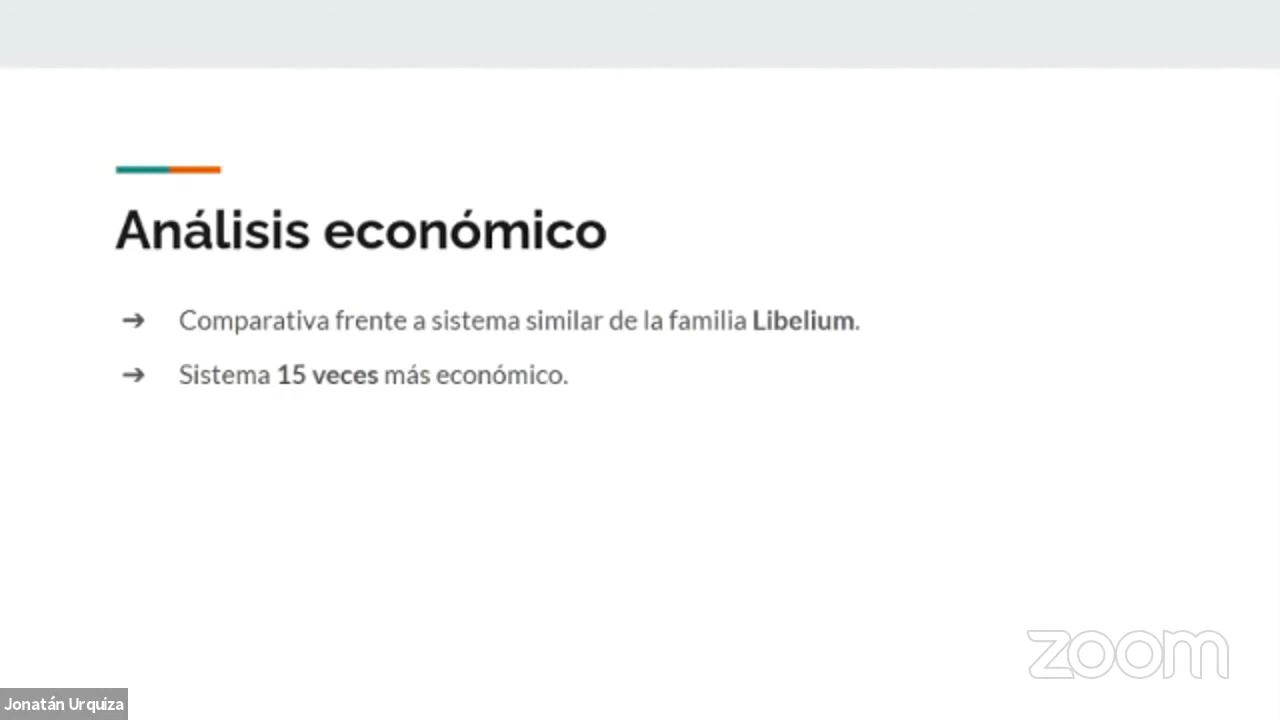 Análisis económico
➔ Comparativa frente a sistema similar de la familia Libelium.
➔ Sistema 15 veces más económico.
zoom
Jonatán Urquiza